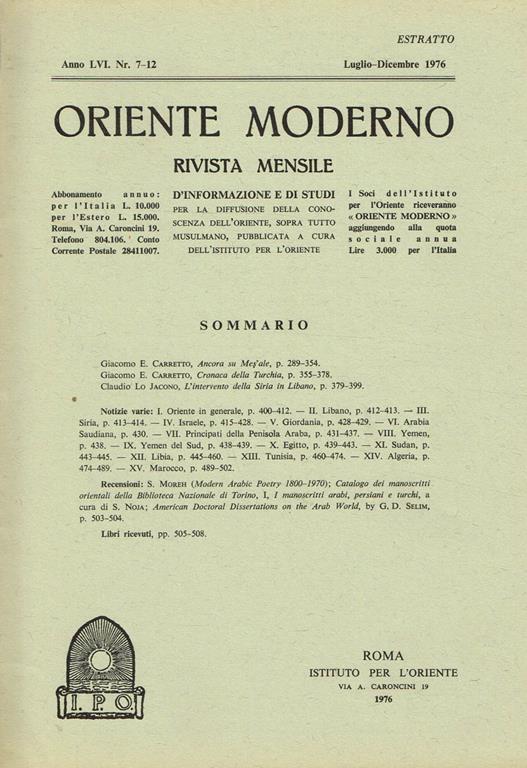 ESTRATTO
Anno LVI. Nr. 7-12 Luglio-Dicembre 1976
ORIENTE MODERNO
RIVISTA MENSILE
Abbonamento annuo:
per l'Italia L. 10.000
per l'Estero L. 15.000.
Roma, Via A. Caroncini 19.
Telefono 804.106. Conto
Corrente Postale 28411007.
D'INFORMAZIONE E DI STUDI
PER LA DIFFUSIONE DELLA CONO-
SCENZA DELL'ORIENTE, SOPRA TUTTO
MUSULMANO, PUBBLICATA A CURA
DELL'ISTITUTO PER L'ORIENTE
I Soci dell'Istituto
per l'Oriente riceveranno
« ORIENTE MODERNO »
aggiungendo alla quota
sociale annua
Lire 3.000 per l'Italia
SOMMARIO
Giacomo E. CARRETTO, Ancora su Meş'ale, p. 289-354.
Giacomo E. CARRETTO, Cronaca della Turchia, p. 355-378.
Claudio LO JACONO, L'intervento della Siria in Libano, p. 379-399.
Notizie varie: I. Oriente in generale, p. 400-412. — II. Libano, p. 412-413. — III.
Siria, p. 413-414. — IV. Israele, p. 415-428. — V. Giordania, p. 428-429. — VI. Arabia
Saudiana, p. 430. — VII. Principati della Penisola Araba, p. 431-437. — VIII. Yemen,
p. 438. — IX. Yemen del Sud, p. 438-439. — X. Egitto, p. 439-443. — XI. Sudan, p.
443-445. — XII. Libia, p. 445-460. — XIII. Tunisia, p. 460-474. — XIV. Algeria, p.
474-489. — XV. Marocco, p. 489-502.
Recensioni: S. MOREH (Modern Arabic Poetry 1800-1970); Catalogo dei manoscritti
orientali della Biblioteca Nazionale di Torino, I, I manoscritti arabi, persiani e turchi, a
cura di S. NOJA; American Doctoral Dissertations on the Arab World, by G. D. SELIM,
p. 503-504.
Libri ricevuti, pp. 505-508.
I. P. O.
ROMA
ISTITUTO PER L'ORIENTE
VIA A. CARONCINI 19
1976